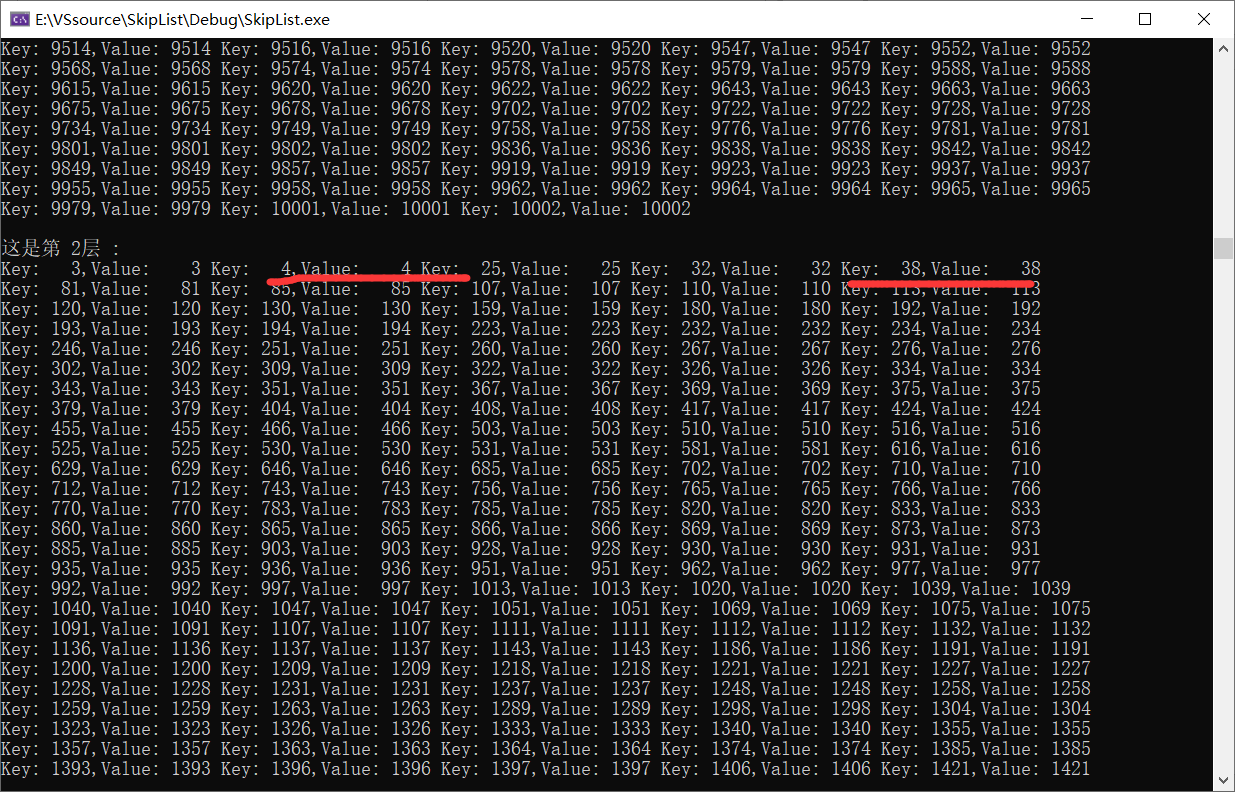 E:\VSsource\SkipList\Debug\SkipList.exe
Key: 9514,Value: 9514 Key: 9516,Value: 9516 Key: 9520,Value: 9520 Key: 9547,Value: 9547 Key: 9552,Value: 9552
Key: 9568,Value: 9568 Key: 9574,Value: 9574 Key: 9578,Value: 9578 Key: 9579,Value: 9579 Key: 9588,Value: 9588
Key: 9615,Value: 9615 Key: 9620,Value: 9620 Key: 9622,Value: 9622 Key: 9643,Value: 9643 Key: 9663,Value: 9663
Key: 9675,Value: 9675 Key: 9678,Value: 9678 Key: 9702,Value: 9702 Key: 9722,Value: 9722 Key: 9728,Value: 9728
Key: 9734,Value: 9734 Key: 9749,Value: 9749 Key: 9758,Value: 9758 Key: 9776,Value: 9776 Key: 9781,Value: 9781
Key: 9801,Value: 9801 Key: 9802,Value: 9802 Key: 9836,Value: 9836 Key: 9838,Value: 9838 Key: 9842,Value: 9842
Key: 9849,Value: 9849 Key: 9857,Value: 9857 Key: 9919,Value: 9919 Key: 9923,Value: 9923 Key: 9937,Value: 9937
Key: 9955,Value: 9955 Key: 9958,Value: 9958 Key: 9962,Value: 9962 Key: 9964,Value: 9964 Key: 9965,Value: 9965
Key: 9979,Value: 9979 Key: 10001,Value: 10001 Key: 10002,Value: 10002
这是第 2层 :
Key:   3,Value:    3 Key:   4,Value:    4 Key:  25,Value:   25 Key:  32,Value:   32 Key:  38,Value:   38
Key:  81,Value:   81 Key:  85,Value:   85 Key: 107,Value:  107 Key: 110,Value:  110 Key: 113,Value:  113
Key: 120,Value:  120 Key: 130,Value:  130 Key: 159,Value:  159 Key: 180,Value:  180 Key: 192,Value:  192
Key: 193,Value:  193 Key: 194,Value:  194 Key: 223,Value:  223 Key: 232,Value:  232 Key: 234,Value:  234
Key: 246,Value:  246 Key: 251,Value:  251 Key: 260,Value:  260 Key: 267,Value:  267 Key: 276,Value:  276
Key: 302,Value:  302 Key: 309,Value:  309 Key: 322,Value:  322 Key: 326,Value:  326 Key: 334,Value:  334
Key: 343,Value:  343 Key: 351,Value:  351 Key: 367,Value:  367 Key: 369,Value:  369 Key: 375,Value:  375
Key: 379,Value:  379 Key: 404,Value:  404 Key: 408,Value:  408 Key: 417,Value:  417 Key: 424,Value:  424
Key: 455,Value:  455 Key: 466,Value:  466 Key: 503,Value:  503 Key: 510,Value:  510 Key: 516,Value:  516
Key: 525,Value:  525 Key: 530,Value:  530 Key: 531,Value:  531 Key: 581,Value:  581 Key: 616,Value:  616
Key: 629,Value:  629 Key: 646,Value:  646 Key: 685,Value:  685 Key: 702,Value:  702 Key: 710,Value:  710
Key: 712,Value:  712 Key: 743,Value:  743 Key: 756,Value:  756 Key: 765,Value:  765 Key: 766,Value:  766
Key: 770,Value:  770 Key: 783,Value:  783 Key: 785,Value:  785 Key: 820,Value:  820 Key: 833,Value:  833
Key: 860,Value:  860 Key: 865,Value:  865 Key: 866,Value:  866 Key: 869,Value:  869 Key: 873,Value:  873
Key: 885,Value:  885 Key: 903,Value:  903 Key: 928,Value:  928 Key: 930,Value:  930 Key: 931,Value:  931
Key: 935,Value:  935 Key: 936,Value:  936 Key: 951,Value:  951 Key: 962,Value:  962 Key: 977,Value:  977
Key: 992,Value:  992 Key: 997,Value:  997 Key: 1013,Value: 1013 Key: 1020,Value: 1020 Key: 1039,Value: 1039
Key: 1040,Value: 1040 Key: 1047,Value: 1047 Key: 1051,Value: 1051 Key: 1069,Value: 1069 Key: 1075,Value: 1075
Key: 1091,Value: 1091 Key: 1107,Value: 1107 Key: 1111,Value: 1111 Key: 1112,Value: 1112 Key: 1132,Value: 1132
Key: 1136,Value: 1136 Key: 1137,Value: 1137 Key: 1143,Value: 1143 Key: 1186,Value: 1186 Key: 1191,Value: 1191
Key: 1200,Value: 1200 Key: 1209,Value: 1209 Key: 1218,Value: 1218 Key: 1221,Value: 1221 Key: 1227,Value: 1227
Key: 1228,Value: 1228 Key: 1231,Value: 1231 Key: 1237,Value: 1237 Key: 1248,Value: 1248 Key: 1258,Value: 1258
Key: 1259,Value: 1259 Key: 1263,Value: 1263 Key: 1289,Value: 1289 Key: 1298,Value: 1298 Key: 1304,Value: 1304
Key: 1323,Value: 1323 Key: 1326,Value: 1326 Key: 1333,Value: 1333 Key: 1340,Value: 1340 Key: 1355,Value: 1355
Key: 1357,Value: 1357 Key: 1363,Value: 1363 Key: 1364,Value: 1364 Key: 1374,Value: 1374 Key: 1385,Value: 1385
Key: 1393,Value: 1393 Key: 1396,Value: 1396 Key: 1397,Value: 1397 Key: 1406,Value: 1406 Key: 1421,Value: 1421